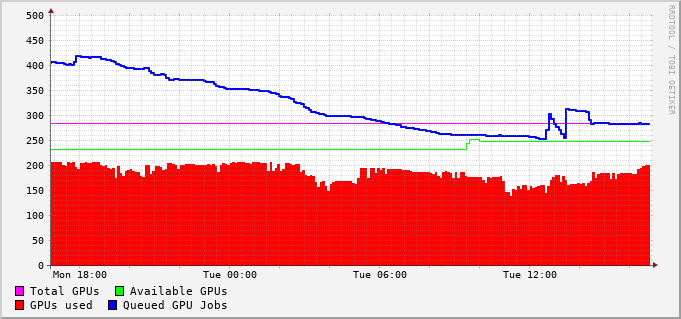 500
450
400
350
300
250
200
150
100
50
0
Mon 18:00 Tue 00:00 Tue 06:00 Tue 12:00
Total GPUs Available GPUs
GPUs used Queued GPU Jobs
RRDTOOL / TOBI OETIKER